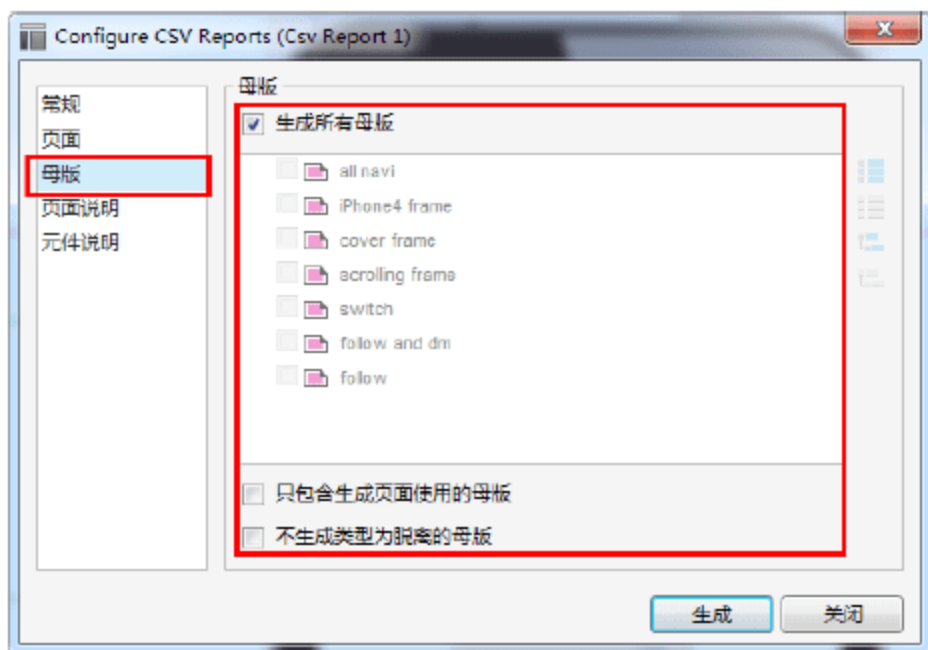 Configure CSV Reports (Csv Report 1)
常规
页面
母版
页面说明
元件说明
母版
生成所有母版
all navi
iPhone4 frame
cover frame
scrolling frame
switch
follow and dm
follow
只包含生成页面使用的母版
不生成类型为脱离的母版
生成
关闭